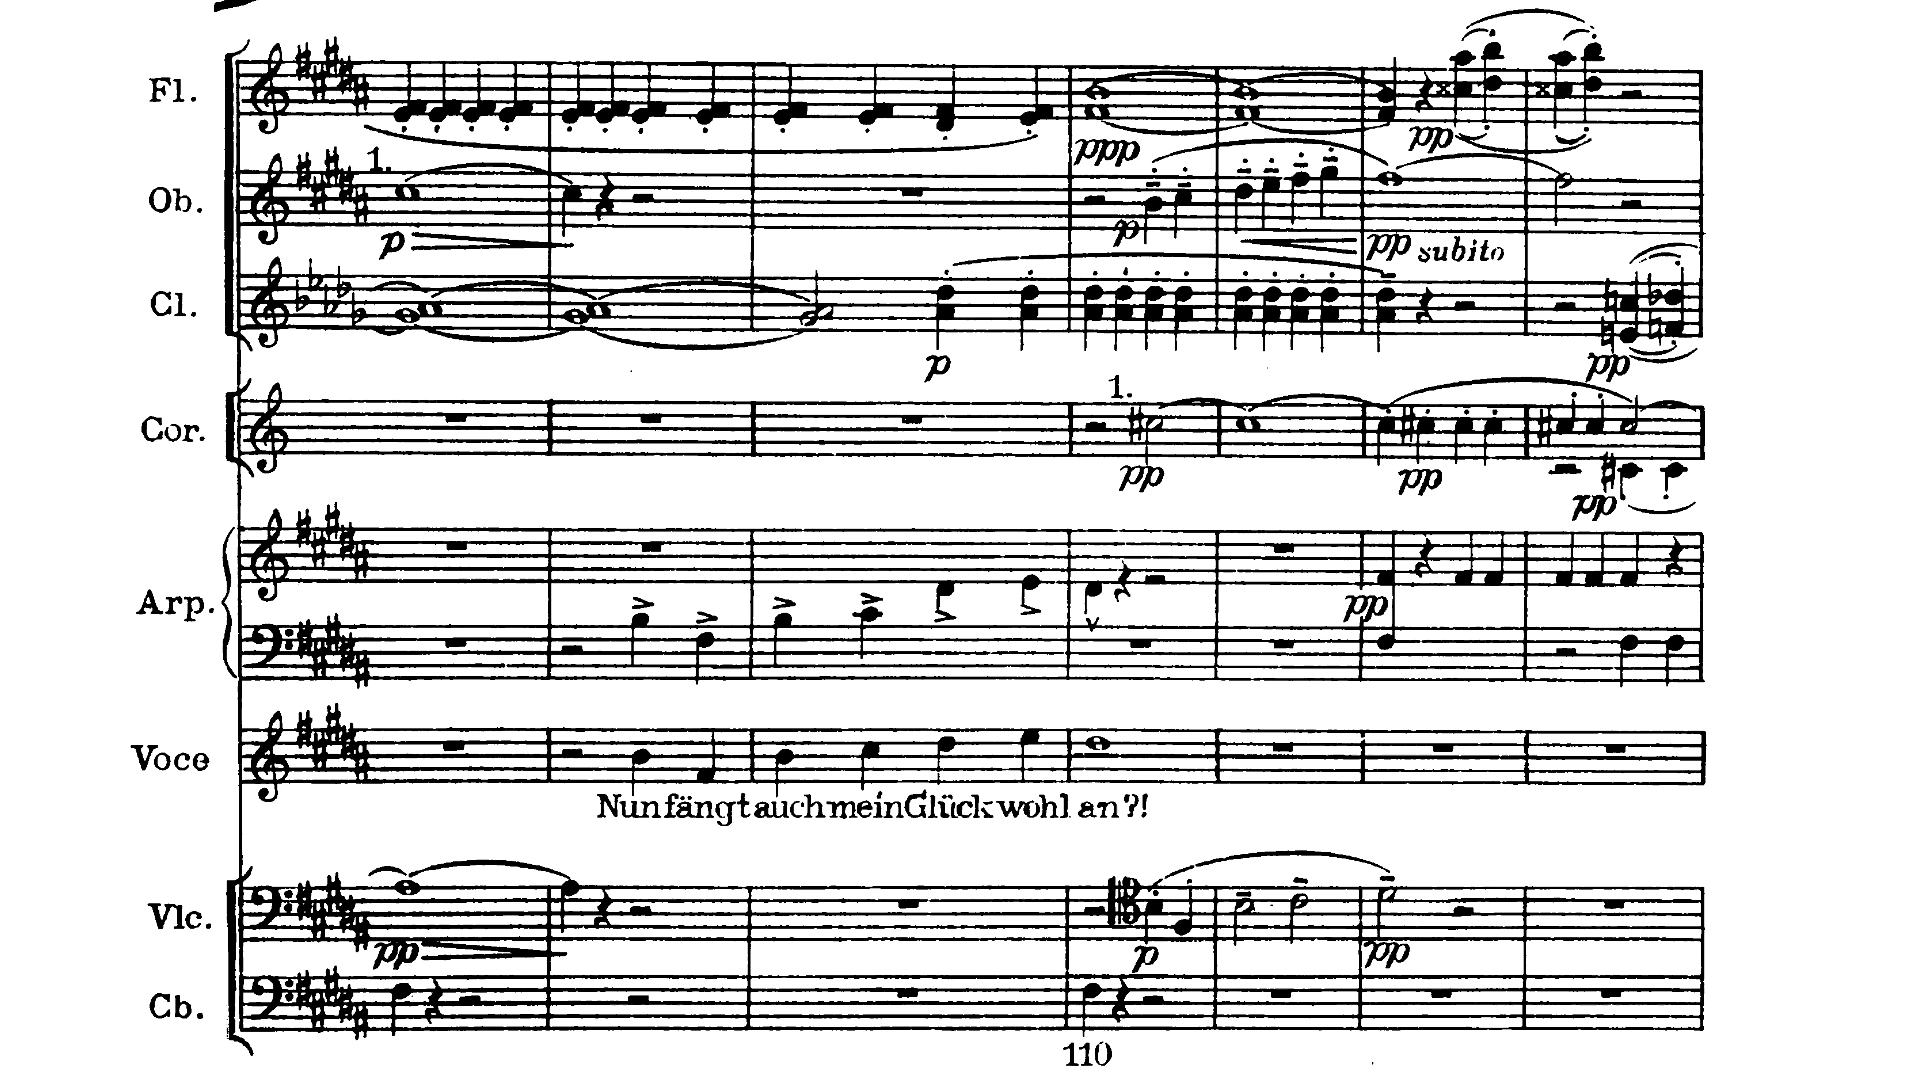 Fl.
ppp
pp
1.
Ob.
p
p
pp subito
Cl.
p
pp
1.
Cor.
pp
pp
pp
Arp.
pp
Voce
Nun fängt auch mein Glück wohl an?!
Vlc.
pp
p
pp
Cb.
110